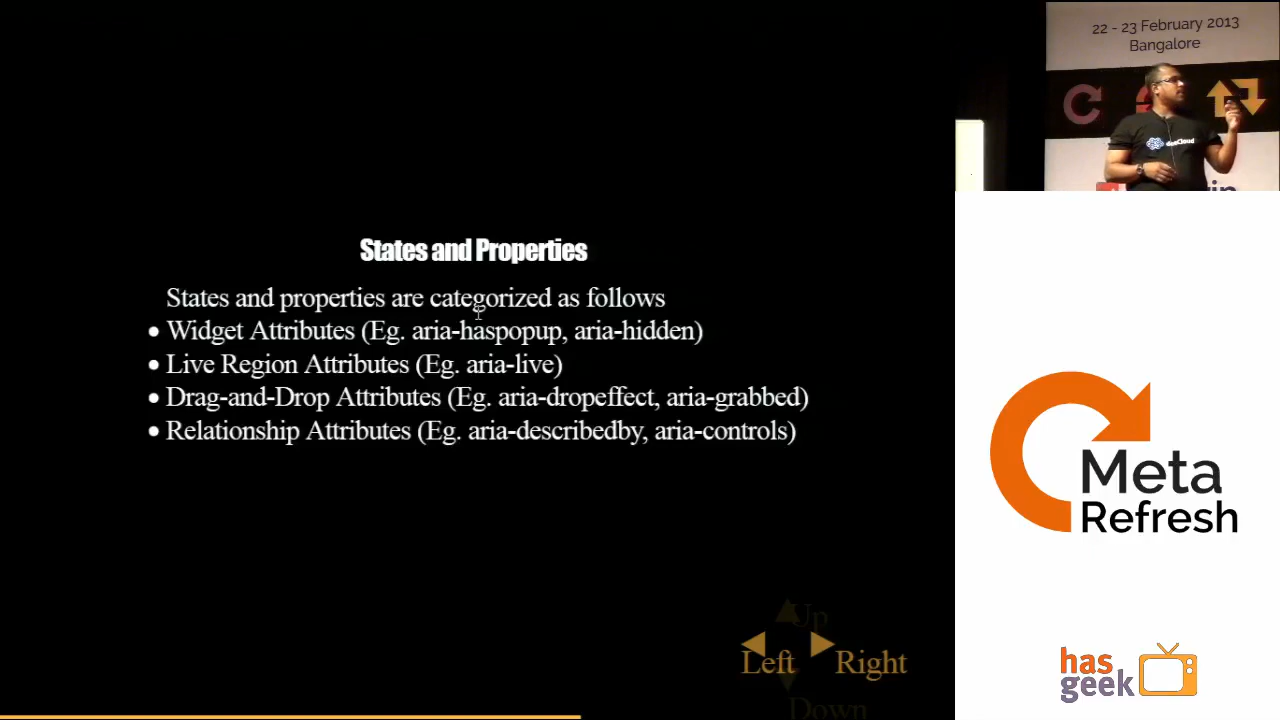 22 - 23 February 2013
Bangalore
dotCloud
States and Properties
States and properties are categorized as follows
• Widget Attributes (Eg. aria-haspopup, aria-hidden)
• Live Region Attributes (Eg. aria-live)
• Drag-and-Drop Attributes (Eg. aria-dropeffect, aria-grabbed)
• Relationship Attributes (Eg. aria-describedby, aria-controls)
Up
Left Right
Down
Meta
Refresh
has
geek